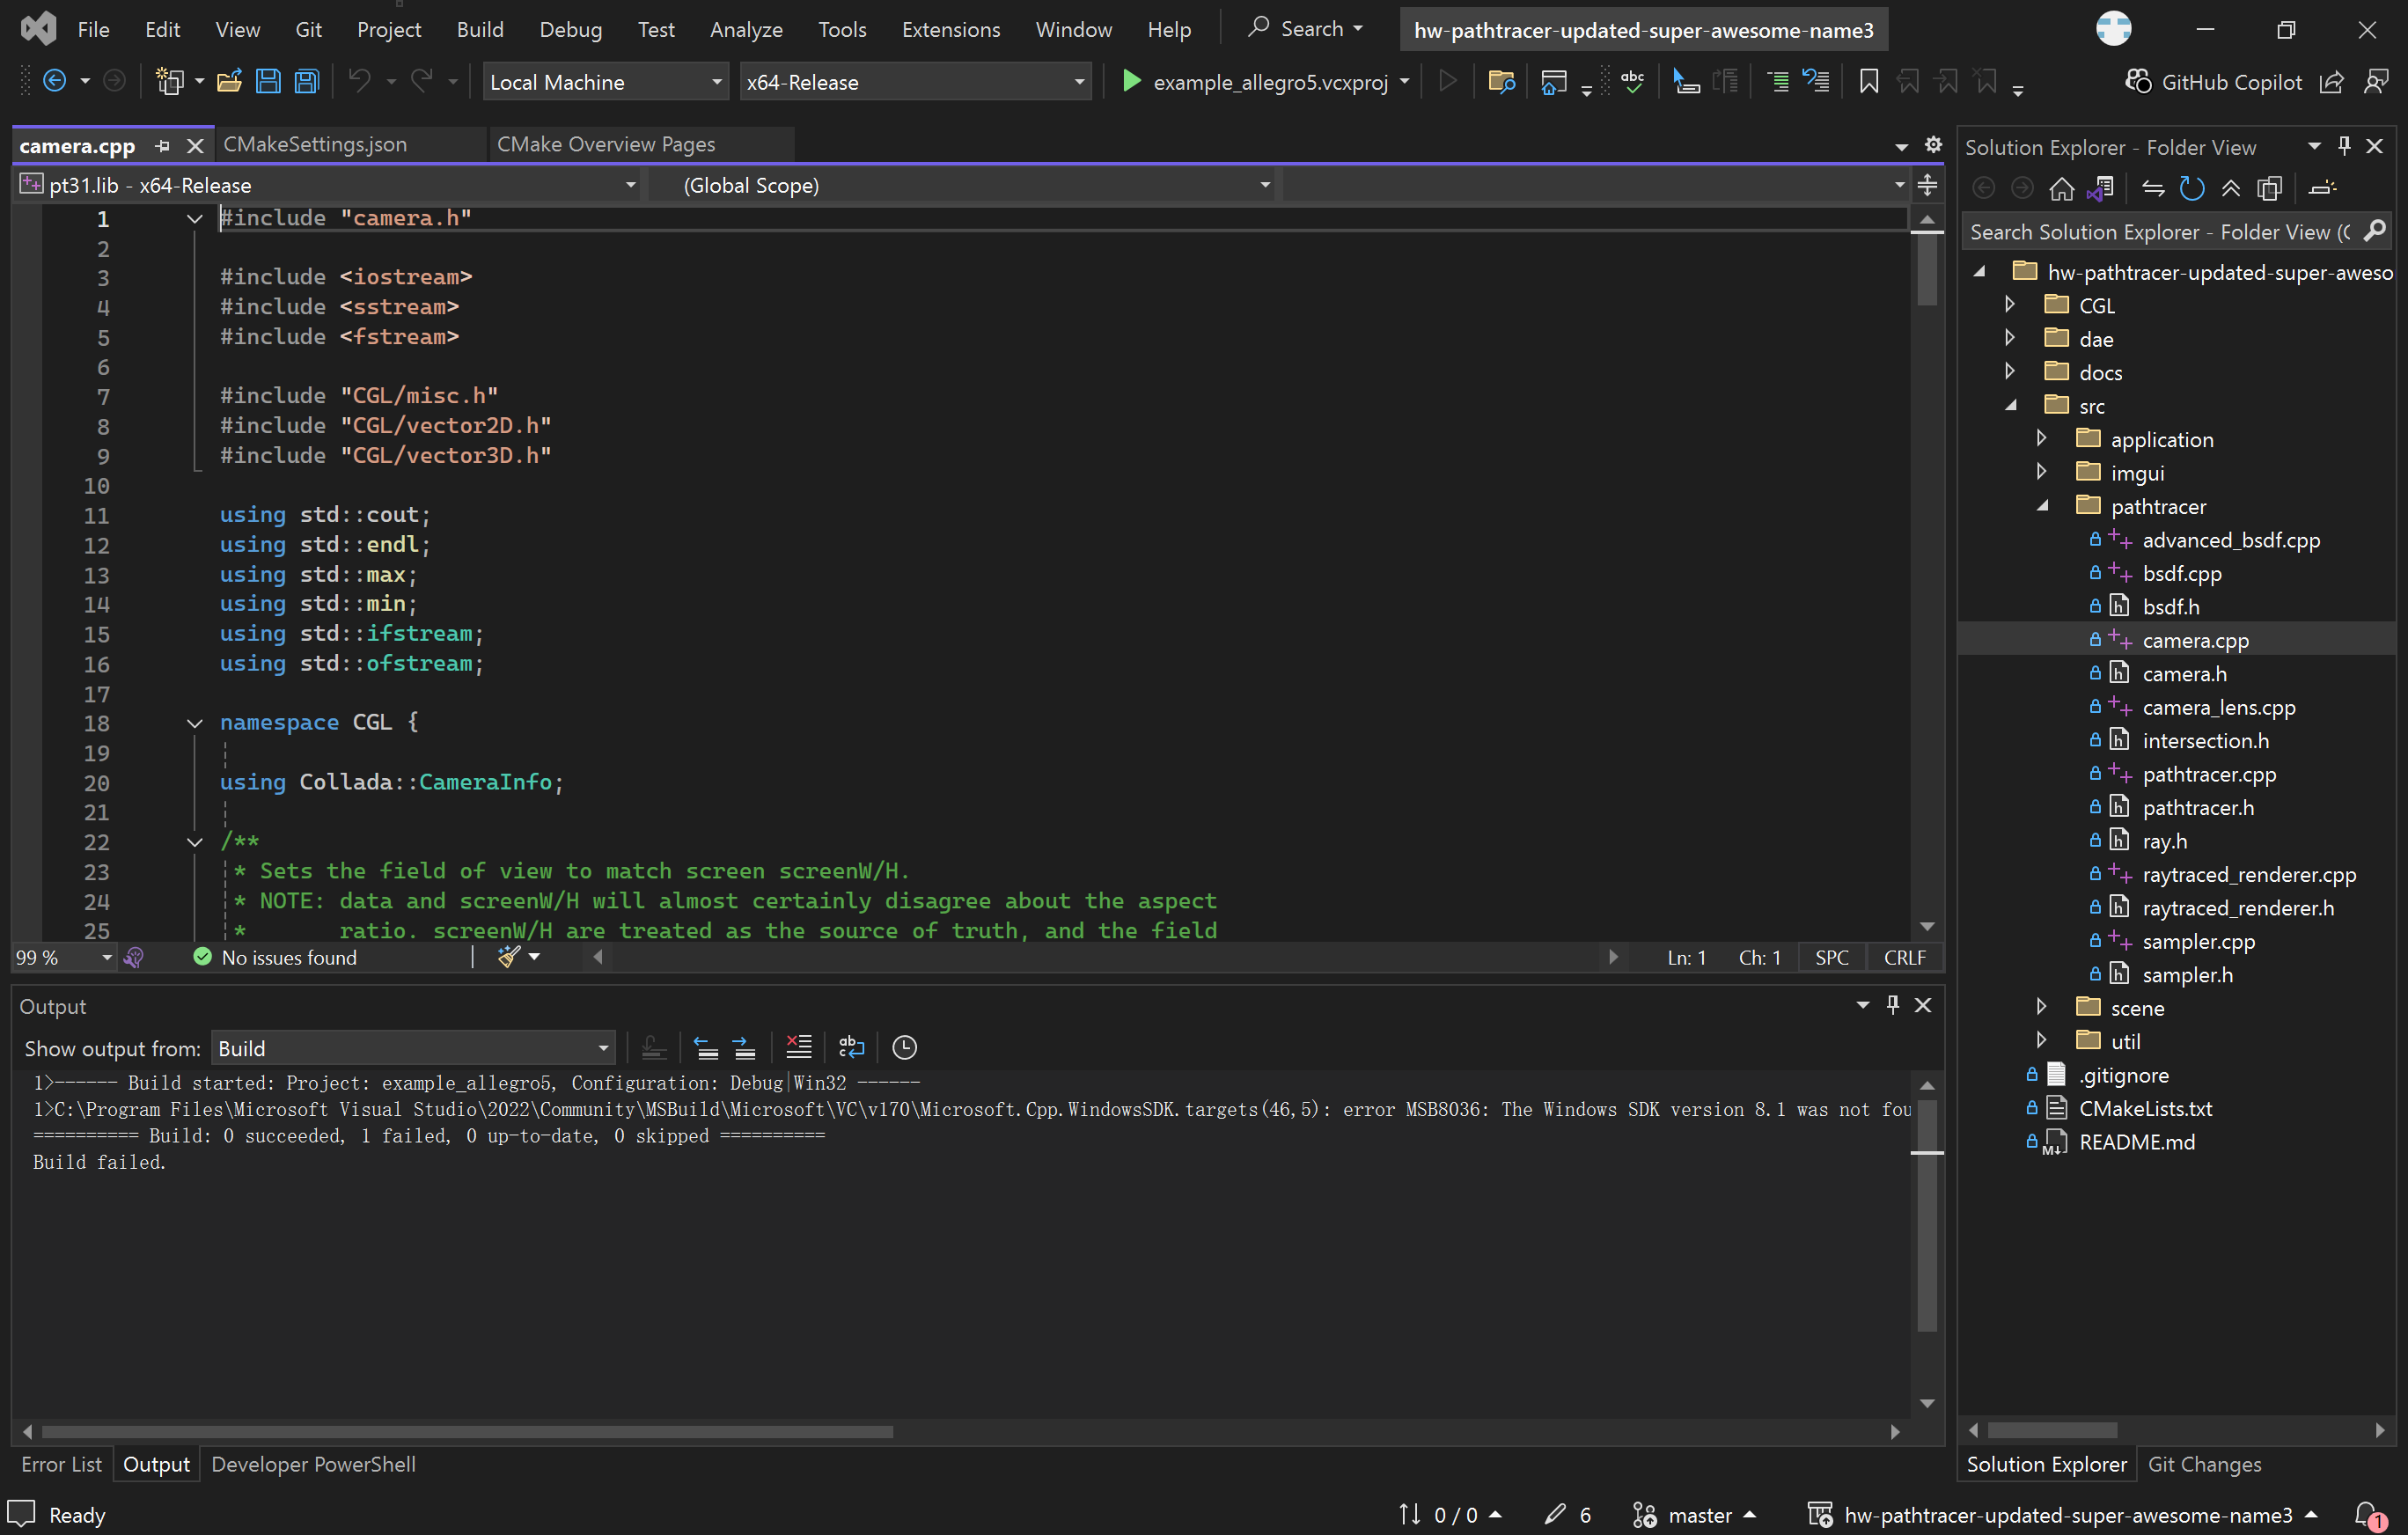 File Edit View Git Project Build Debug Test Analyze Tools Extensions Window Help Search hw-pathtracer-updated-super-awesome-name3
Local Machine x64-Release example_allegro5.vcxproj abc GitHub Copilot
camera.cpp CMakeSettings.json CMake Overview Pages
pt31.lib - x64-Release (Global Scope)
1 #include "camera.h"
2
3 #include <iostream>
4 #include <sstream>
5 #include <fstream>
6
7 #include "CGL/misc.h"
8 #include "CGL/vector2D.h"
9 #include "CGL/vector3D.h"
10
11 using std::cout;
12 using std::endl;
13 using std::max;
14 using std::min;
15 using std::ifstream;
16 using std::ofstream;
17
18 namespace CGL {
19
20 using Collada::CameraInfo;
21
22 /**
23 * Sets the field of view to match screen screenW/H.
24 * NOTE: data and screenW/H will almost certainly disagree about the aspect
25 * ratio. screenW/H are treated as the source of truth, and the field
99 % No issues found Ln: 1 Ch: 1 SPC CRLF
Output
Show output from: Build
1>------ Build started: Project: example_allegro5, Configuration: Debug|Win32 ------
1>C:\Program Files\Microsoft Visual Studio\2022\Community\MSBuild\Microsoft\VC\v170\Microsoft.Cpp.WindowsSDK.targets(46,5): error MSB8036: The Windows SDK version 8.1 was not fou
========== Build: 0 succeeded, 1 failed, 0 up-to-date, 0 skipped ==========
Build failed.
Error List Output Developer PowerShell
Solution Explorer - Folder View
Search Solution Explorer - Folder View (C
hw-pathtracer-updated-super-aweso
CGL
dae
docs
src
application
imgui
pathtracer
advanced_bsdf.cpp
bsdf.cpp
bsdf.h
camera.cpp
camera.h
camera_lens.cpp
intersection.h
pathtracer.cpp
pathtracer.h
ray.h
raytraced_renderer.cpp
raytraced_renderer.h
sampler.cpp
sampler.h
scene
util
.gitignore
CMakeLists.txt
README.md
Solution Explorer Git Changes
Ready 0 / 0 6 master hw-pathtracer-updated-super-awesome-name3 1